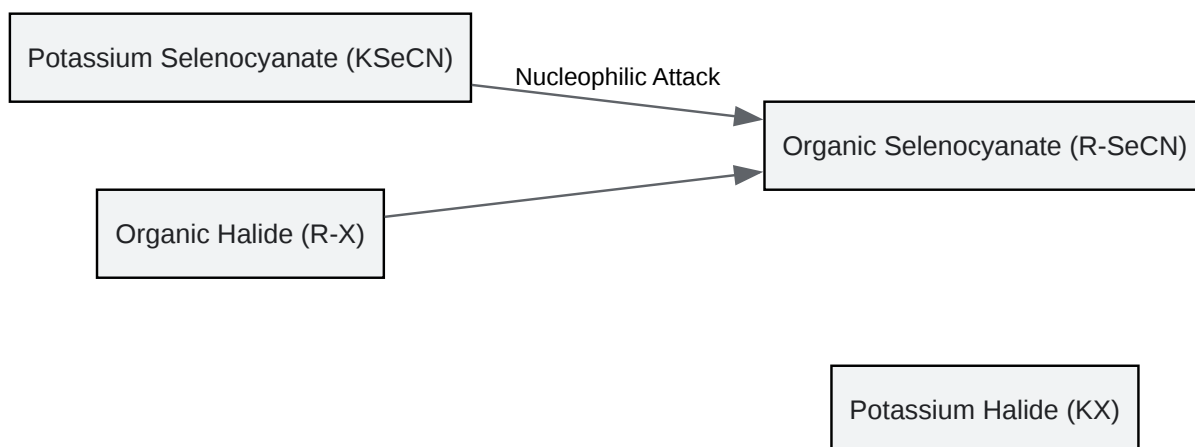 Potassium Selenocyanate (KSeCN)
Nucleophilic Attack
Organic Selenocyanate (R-SeCN)
Organic Halide (R-X)
Potassium Halide (KX)